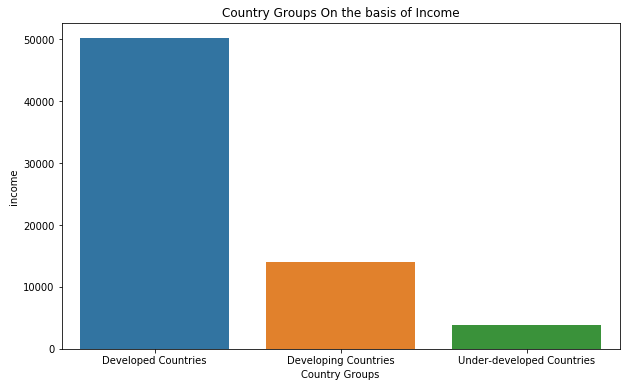 Country Groups On the basis of Income
50000
40000
30000
20000
10000
0
income
Developed Countries
Developing Countries
Under-developed Countries
Country Groups